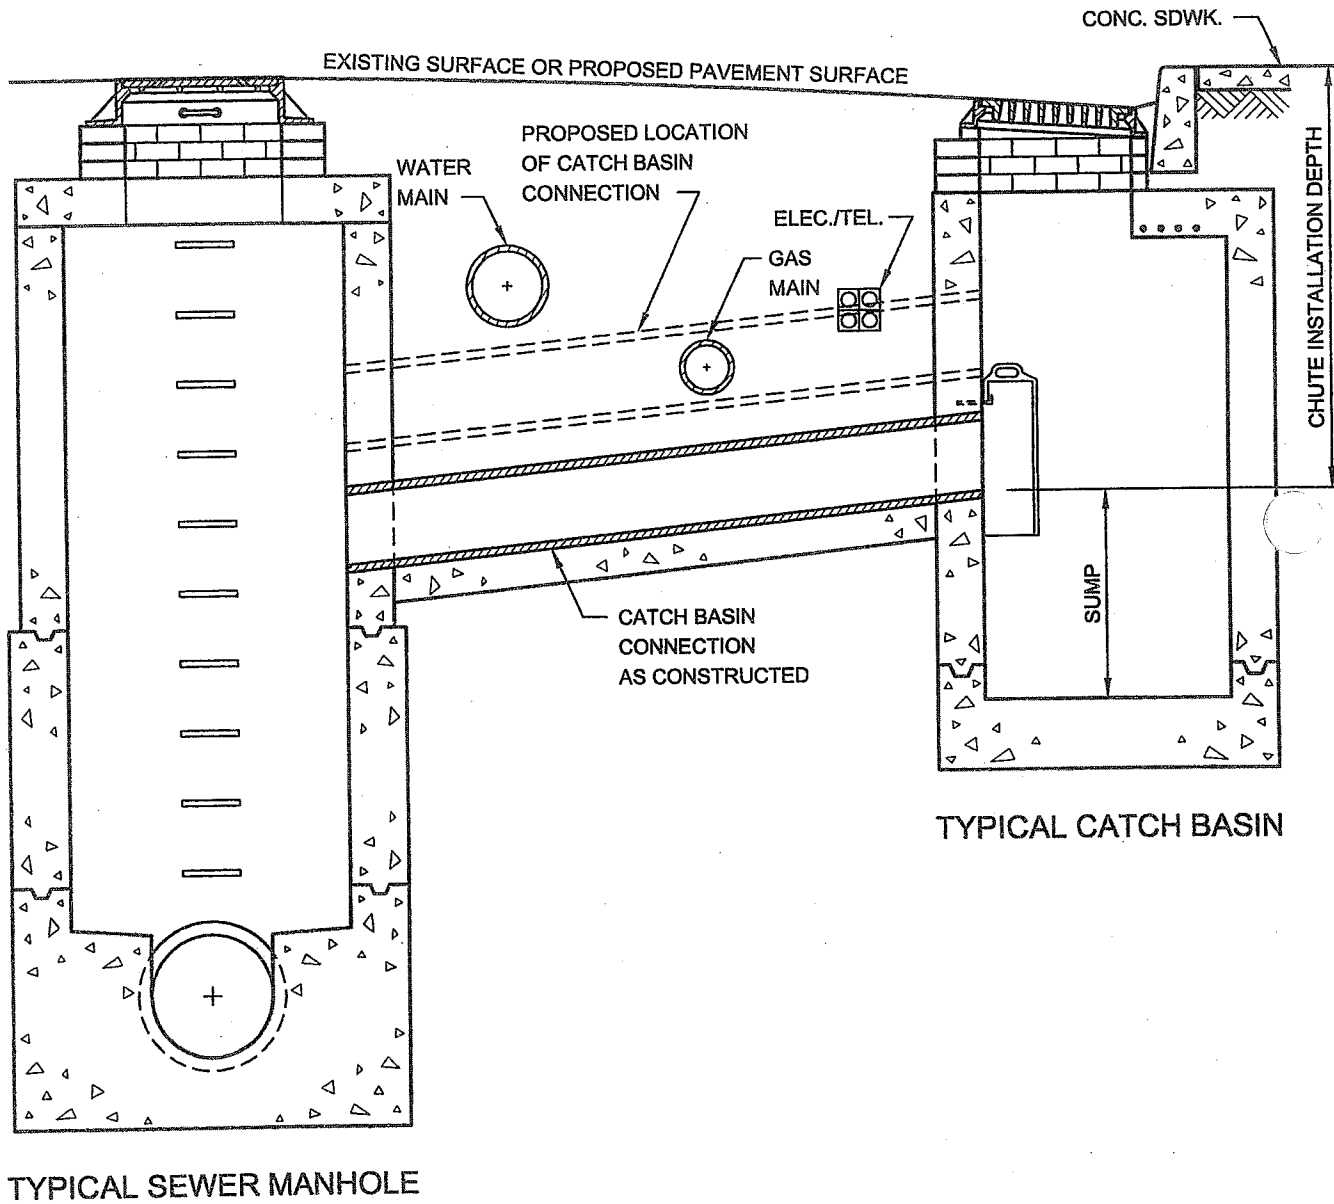 CONC. SDWK.
EXISTING SURFACE OR PROPOSED PAVEMENT SURFACE
PROPOSED LOCATION
OF CATCH BASIN
CONNECTION
WATER
MAIN
ELEC./TEL.
GAS
MAIN
CHUTE INSTALLATION DEPTH
SUMP
CATCH BASIN
CONNECTION
AS CONSTRUCTED
TYPICAL CATCH BASIN
TYPICAL SEWER MANHOLE